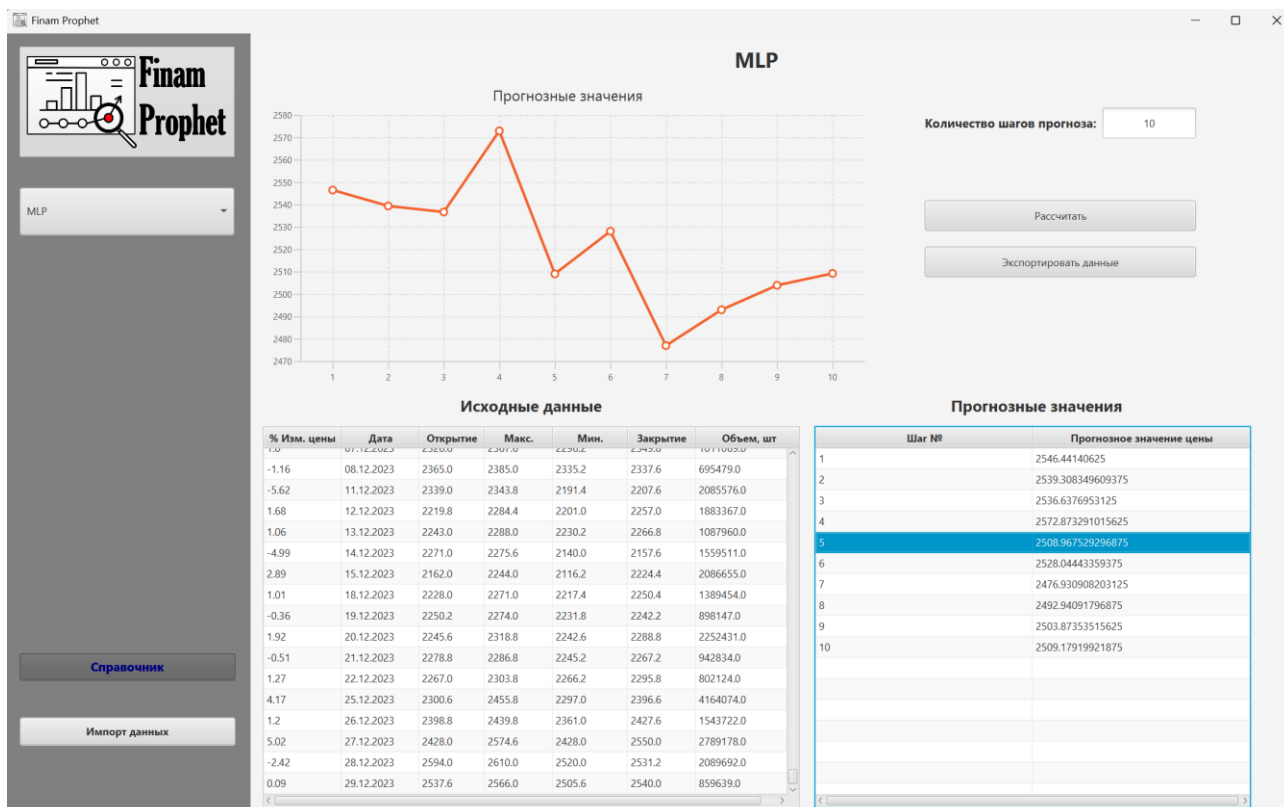 Finam Prophet
Finam
Prophet
MLP
Справочник
Импорт данных
MLP
Прогнозные значения
2580
2570
2560
2550
2540
2530
2520
2510
2500
2490
2480
2470
1 2 3 4 5 6 7 8 9 10
Количество шагов прогноза: 10
Рассчитать
Экспортировать данные
Исходные данные
% Изм. цены Дата Открытие Макс. Мин. Закрытие Объем, шт
-1.16 08.12.2023 2365.0 2385.0 2335.2 2337.6 695479.0
-5.62 11.12.2023 2339.0 2343.8 2191.4 2207.6 2085576.0
1.68 12.12.2023 2219.8 2284.4 2201.0 2257.0 1883367.0
1.06 13.12.2023 2243.0 2288.0 2230.2 2266.8 1087960.0
-4.99 14.12.2023 2271.0 2275.6 2140.0 2157.6 1559511.0
2.89 15.12.2023 2162.0 2244.0 2116.2 2224.4 2086655.0
1.01 18.12.2023 2228.0 2271.0 2217.4 2250.4 1389454.0
-0.36 19.12.2023 2250.2 2274.0 2231.8 2242.2 898147.0
1.92 20.12.2023 2245.6 2318.8 2242.6 2288.8 2252431.0
-0.51 21.12.2023 2278.8 2286.8 2245.2 2267.2 942834.0
1.27 22.12.2023 2267.0 2303.8 2266.2 2295.8 802124.0
4.17 25.12.2023 2300.6 2455.8 2297.0 2396.6 4164074.0
1.2 26.12.2023 2398.8 2439.8 2361.0 2427.6 1543722.0
5.02 27.12.2023 2428.0 2574.6 2428.0 2550.0 2789178.0
-2.42 28.12.2023 2594.0 2610.0 2520.0 2531.2 2089692.0
0.09 29.12.2023 2537.6 2566.0 2505.6 2540.0 859639.0
Прогнозные значения
Шаг № Прогнозное значение цены
1 2546.44140625
2 2539.308349609375
3 2536.6376953125
4 2572.873291015625
5 2508.967529296875
6 2528.04443359375
7 2476.930908203125
8 2492.94091796875
9 2503.87353515625
10 2509.17919921875